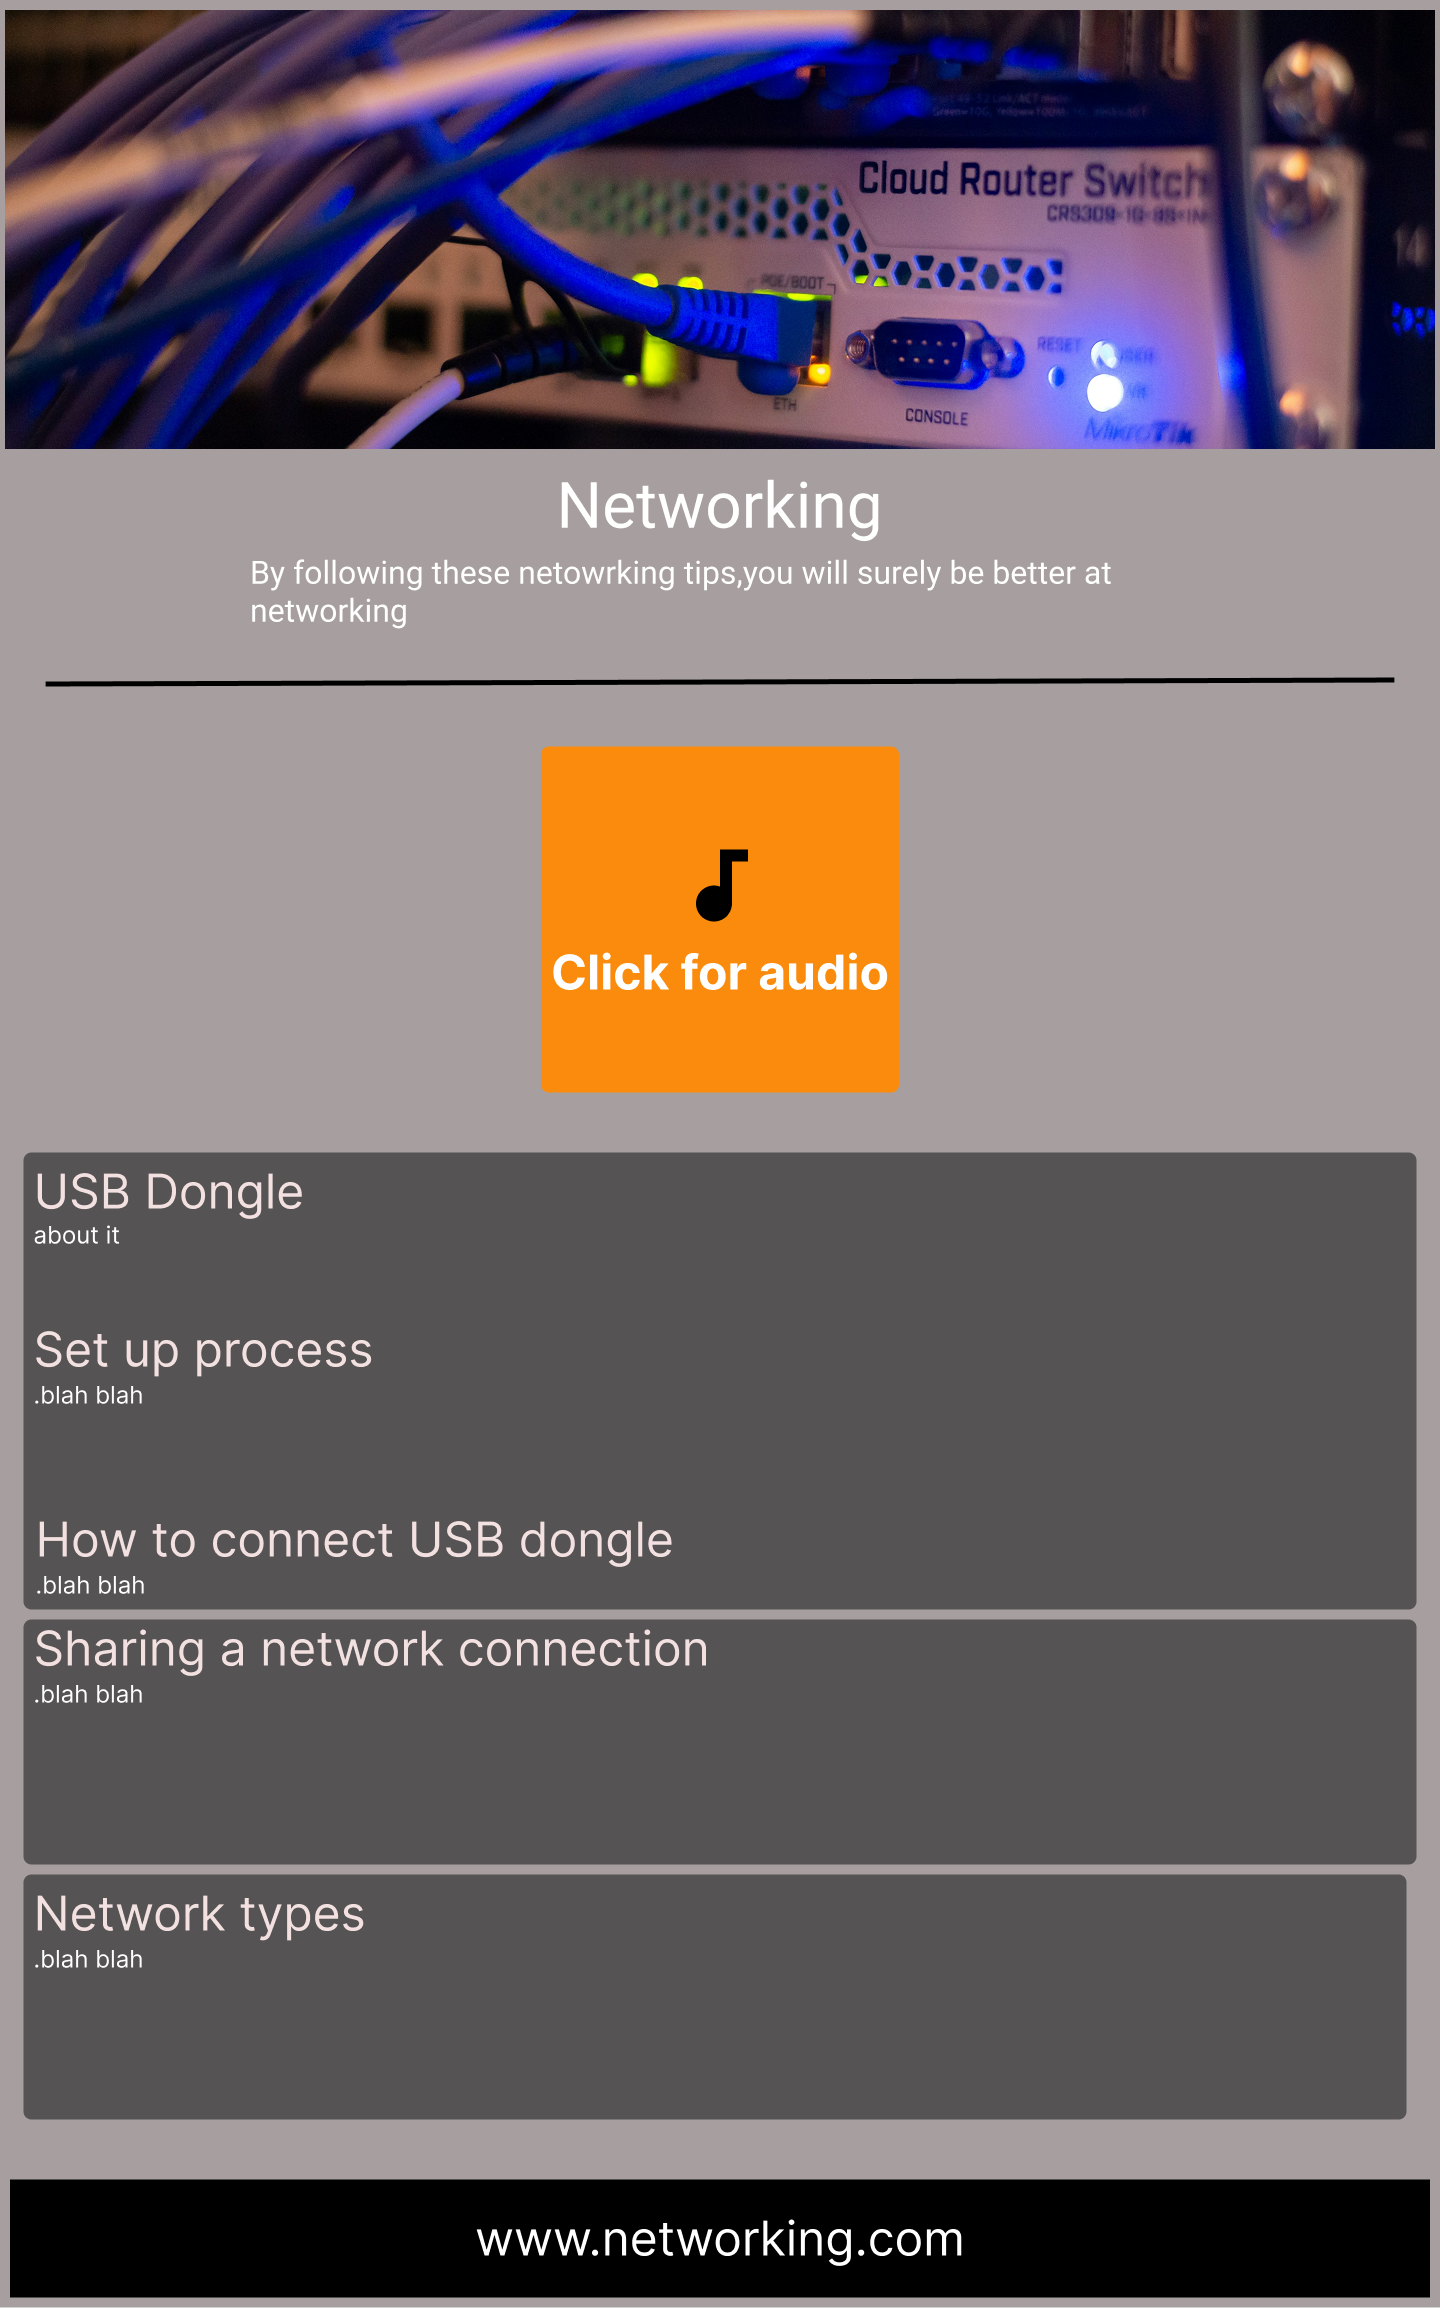 Cloud Router Switch
CRS309-1G-8S+IN
14
POE/BOOT
RESET
USER
ETH
CONSOLE
MikroTik
Networking
By following these netowrking tips,you will surely be better at
networking
Click for audio
USB Dongle
about it
Set up process
.blah blah
How to connect USB dongle
.blah blah
Sharing a network connection
.blah blah
Network types
.blah blah
www.networking.com